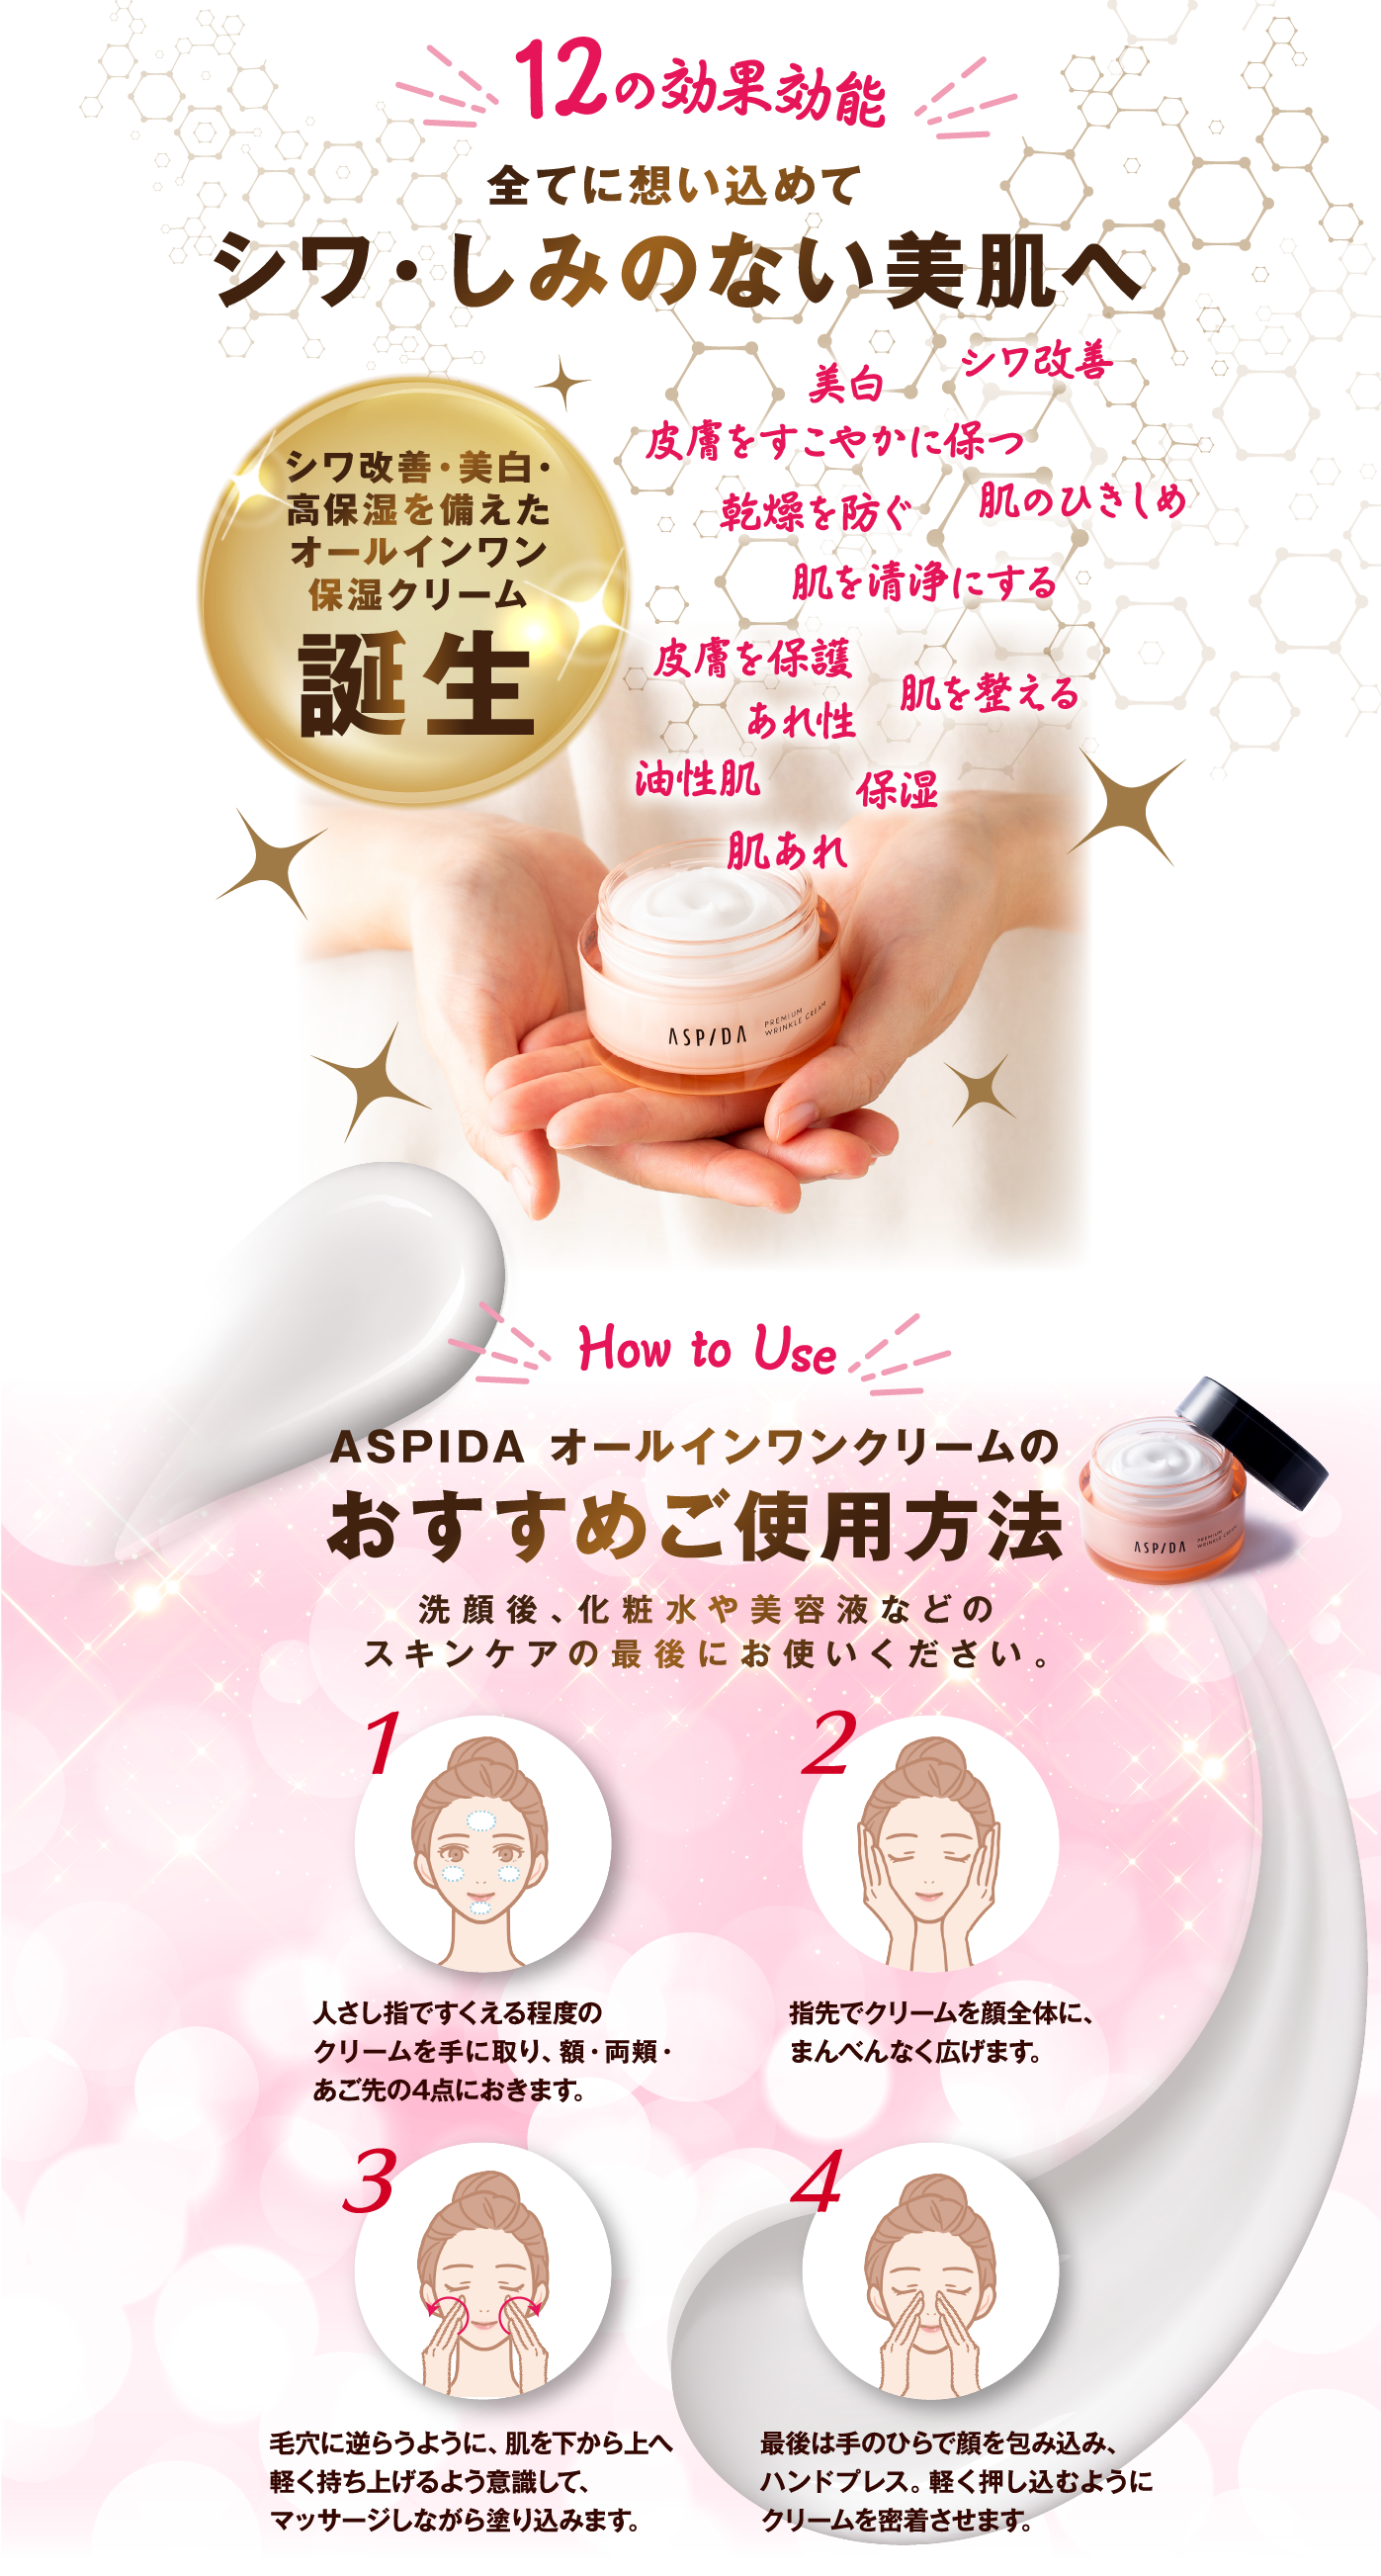 12の効果効能
全てに想い込めて
シワ・しみのない美肌へ
シワ改善・美白・
高保湿を備えた
オールインワン
保湿クリーム
誕生
美白
シワ改善
皮膚をすこやかに保つ
乾燥を防ぐ
肌のひきしめ
肌を清浄にする
皮膚を保護
肌を整える
あれ性
油性肌
保湿
肌あれ
ASPIDA
PREMIUM
WRINKLE CREAM
How to Use
ASPIDA オールインワンクリームの
おすすめご使用方法
ASPIDA
PREMIUM
WRINKLE CREAM
洗顔後、化粧水や美容液などの
スキンケアの最後にお使いください。
1
人さし指ですくえる程度の
クリームを手に取り、額・両頬・
あご先の4点におきます。
2
指先でクリームを顔全体に、
まんべんなく広げます。
3
毛穴に逆らうように、肌を下から上へ
軽く持ち上げるよう意識して、
マッサージしながら塗り込みます。
4
最後は手のひらで顔を包み込み、
ハンドプレス。軽く押し込むように
クリームを密着させます。